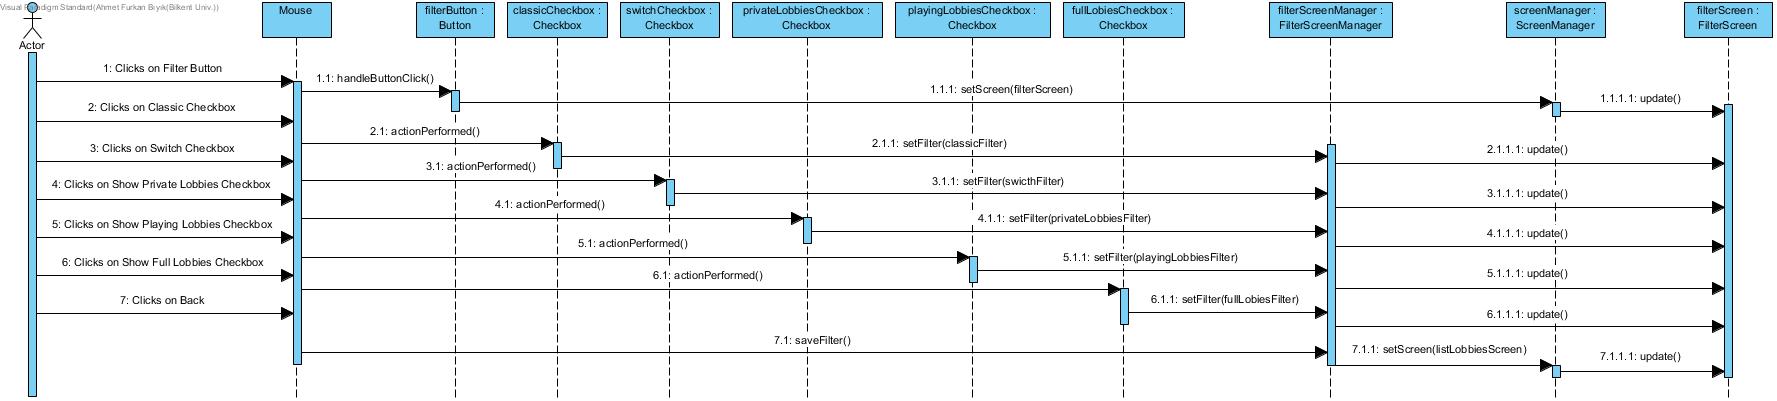 Visual Paradigm Standard(Ahmet Furkan Bıyık(Bilkent Univ.))
Actor
Mouse
filterButton :
Button
classicCheckbox :
Checkbox
switchCheckbox :
Checkbox
privateLobbiesCheckbox :
Checkbox
playingLobbiesCheckbox :
Checkbox
fullLobiesCheckbox :
Checkbox
filterScreenManager :
FilterScreenManager
screenManager :
ScreenManager
filterScreen :
FilterScreen
1: Clicks on Filter Button
1.1: handleButtonClick()
1.1.1: setScreen(filterScreen)
1.1.1.1: update()
2: Clicks on Classic Checkbox
2.1: actionPerformed()
2.1.1: setFilter(classicFilter)
2.1.1.1: update()
3: Clicks on Switch Checkbox
3.1: actionPerformed()
3.1.1: setFilter(swicthFilter)
3.1.1.1: update()
4: Clicks on Show Private Lobbies Checkbox
4.1: actionPerformed()
4.1.1: setFilter(privateLobbiesFilter)
4.1.1.1: update()
5: Clicks on Show Playing Lobbies Checkbox
5.1: actionPerformed()
5.1.1: setFilter(playingLobbiesFilter)
5.1.1.1: update()
6: Clicks on Show Full Lobbies Checkbox
6.1: actionPerformed()
6.1.1: setFilter(fullLobiesFilter)
6.1.1.1: update()
7: Clicks on Back
7.1: saveFilter()
7.1.1: setScreen(listLobbiesScreen)
7.1.1.1: update()